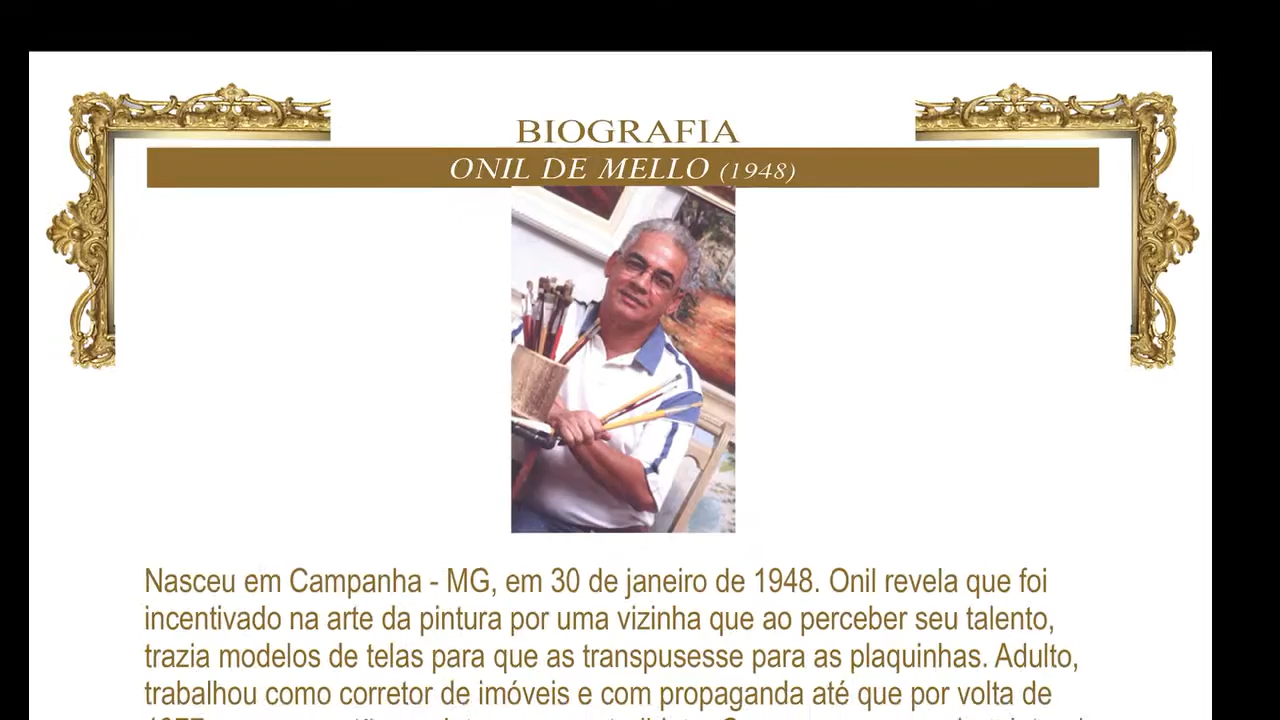 BIOGRAFIA
ONIL DE MELLO (1948)
Nasceu em Campanha - MG, em 30 de janeiro de 1948. Onil revela que foi
incentivado na arte da pintura por uma vizinha que ao perceber seu talento,
trazia modelos de telas para que as transpusesse para as plaquinhas. Adulto,
trabalhou como corretor de imóveis e com propaganda até que por volta de